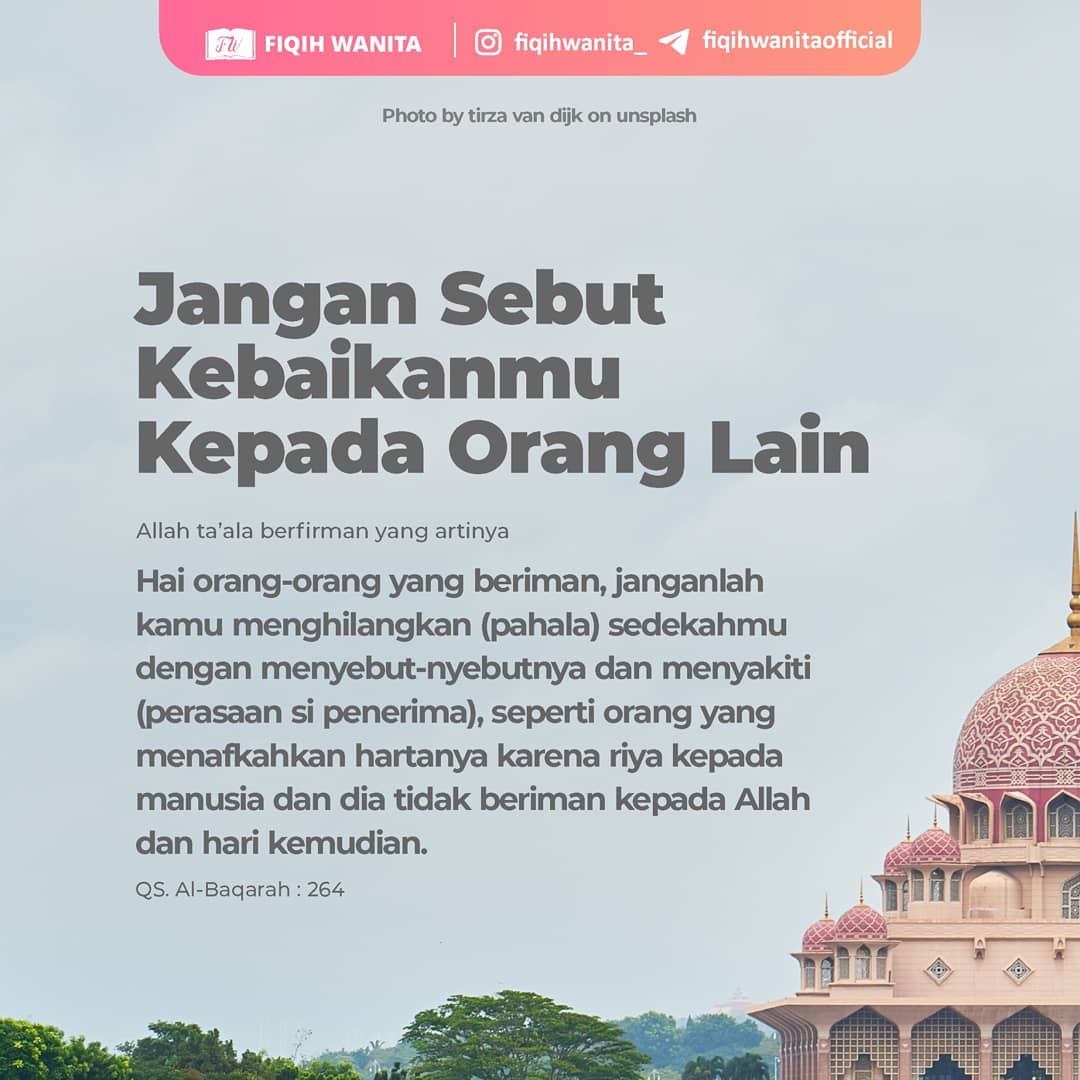 FW FIQIH WANITA fiqihwanita_ fiqihwanitaofficial
Photo by tirza van dijk on unsplash
Jangan Sebut
Kebaikanmu
Kepada Orang Lain
Allah ta’ala berfirman yang artinya
Hai orang-orang yang beriman, janganlah
kamu menghilangkan (pahala) sedekahmu
dengan menyebut-nyebutnya dan menyakiti
(perasaan si penerima), seperti orang yang
menafkahkan hartanya karena riya kepada
manusia dan dia tidak beriman kepada Allah
dan hari kemudian.
QS. Al-Baqarah : 264